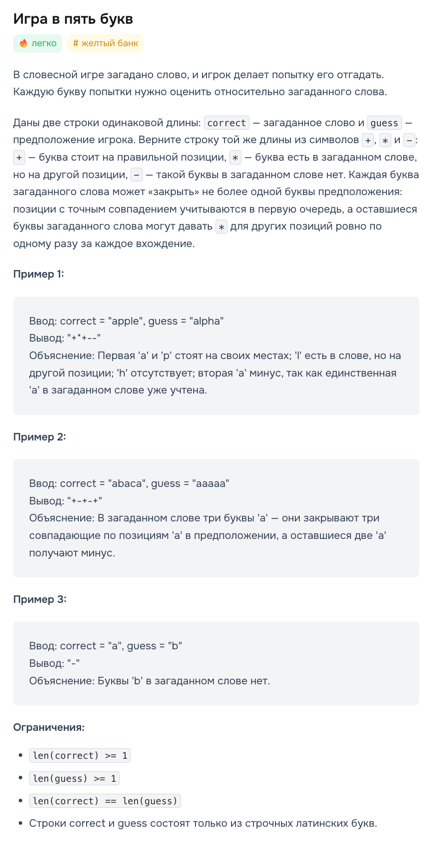 Игра в пять букв
🔥 легко # желтый банк
В словесной игре загадано слово, и игрок делает попытку его отгадать.
Каждую букву попытки нужно оценить относительно загаданного слова.
Даны две строки одинаковой длины: correct — загаданное слово и guess —
предположение игрока. Верните строку той же длины из символов +, * и -:
+ — буква стоит на правильной позиции, * — буква есть в загаданном слове,
но на другой позиции, - — такой буквы в загаданном слове нет. Каждая буква
загаданного слова может «закрыть» не более одной буквы предположения:
позиции с точным совпадением учитываются в первую очередь, а оставшиеся
буквы загаданного слова могут давать * для других позиций ровно по
одному разу за каждое вхождение.
Пример 1:
Ввод: correct = "apple", guess = "alpha"
Вывод: "+*+--"
Объяснение: Первая 'a' и 'p' стоят на своих местах; 'l' есть в слове, но на
другой позиции; 'h' отсутствует; вторая 'a' минус, так как единственная
'a' в загаданном слове уже учтена.
Пример 2:
Ввод: correct = "abaca", guess = "aaaaa"
Вывод: "+-+-+"
Объяснение: В загаданном слове три буквы 'a' — они закрывают три
совпадающие по позициям 'a' в предположении, а оставшиеся две 'a'
получают минус.
Пример 3:
Ввод: correct = "a", guess = "b"
Вывод: "-"
Объяснение: Буквы 'b' в загаданном слове нет.
Ограничения:
• len(correct) >= 1
• len(guess) >= 1
• len(correct) == len(guess)
• Строки correct и guess состоят только из строчных латинских букв.